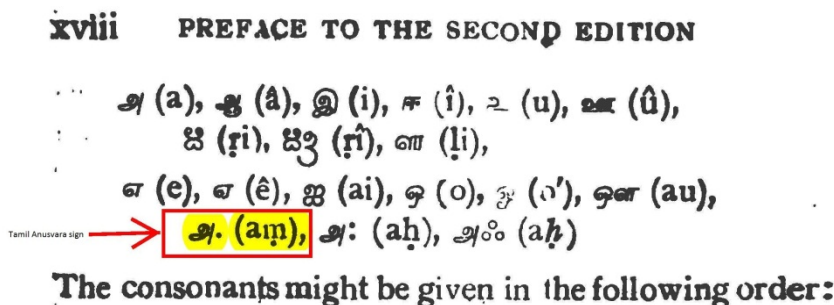 xviii PREFACE TO THE SECOND EDITION
அ (a), ஆ (â), இ (i), ஈ (î), உ (u), ஊ (û),
(ṛi), (ṛî), ள (ḷi),
எ (e), ஏ (ê), ஐ (ai), ஒ (o), ஓ (o'), ஔ (au),
Tamil Anusvara sign அ. (aṃ), அ: (aḥ), அஃ (aḥ)
The consonants might be given in the following order: